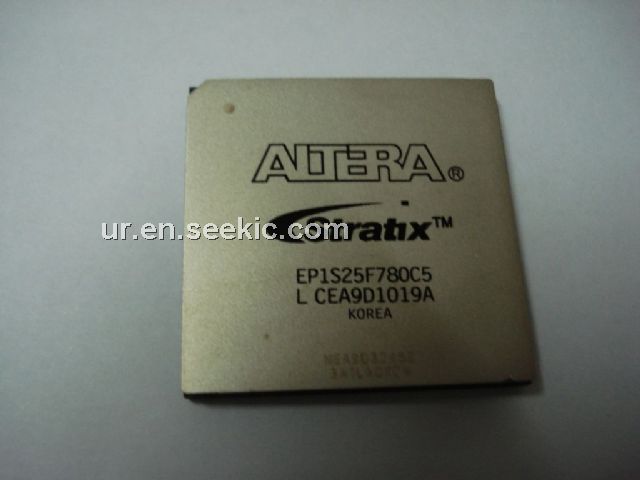 ALTERA®
Stratix™
ur.en.seekic.com
EP1S25F780C5
L CEA9D1019A
KOREA